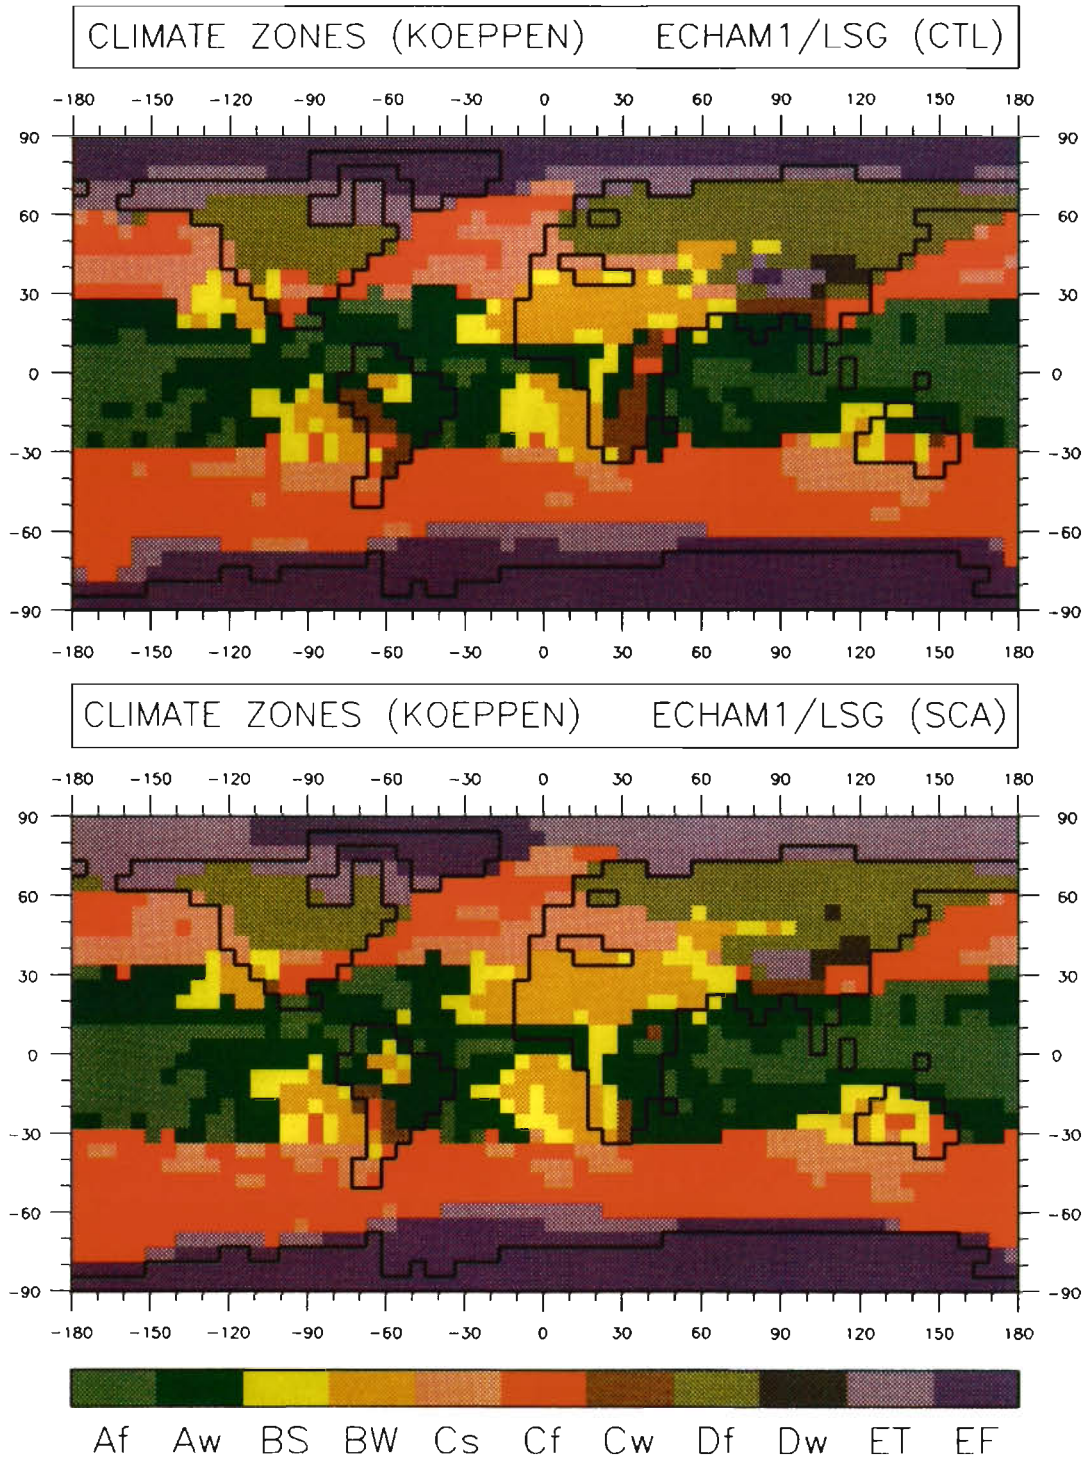 CLIMATE ZONES (KOEPPEN) ECHAM1/LSG (CTL)
-180 -150 -120 -90 -60 -30 0 30 60 90 120 150 180
90 90
60 60
30 30
0 0
-30 -30
-60 -60
-90 -90
-180 -150 -120 -90 -60 -30 0 30 60 90 120 150 180
CLIMATE ZONES (KOEPPEN) ECHAM1/LSG (SCA)
-180 -150 -120 -90 -60 -30 0 30 60 90 120 150 180
90 90
60 60
30 30
0 0
-30 -30
-60 -60
-90 -90
-180 -150 -120 -90 -60 -30 0 30 60 90 120 150 180
Af Aw BS BW Cs Cf Cw Df Dw ET EF